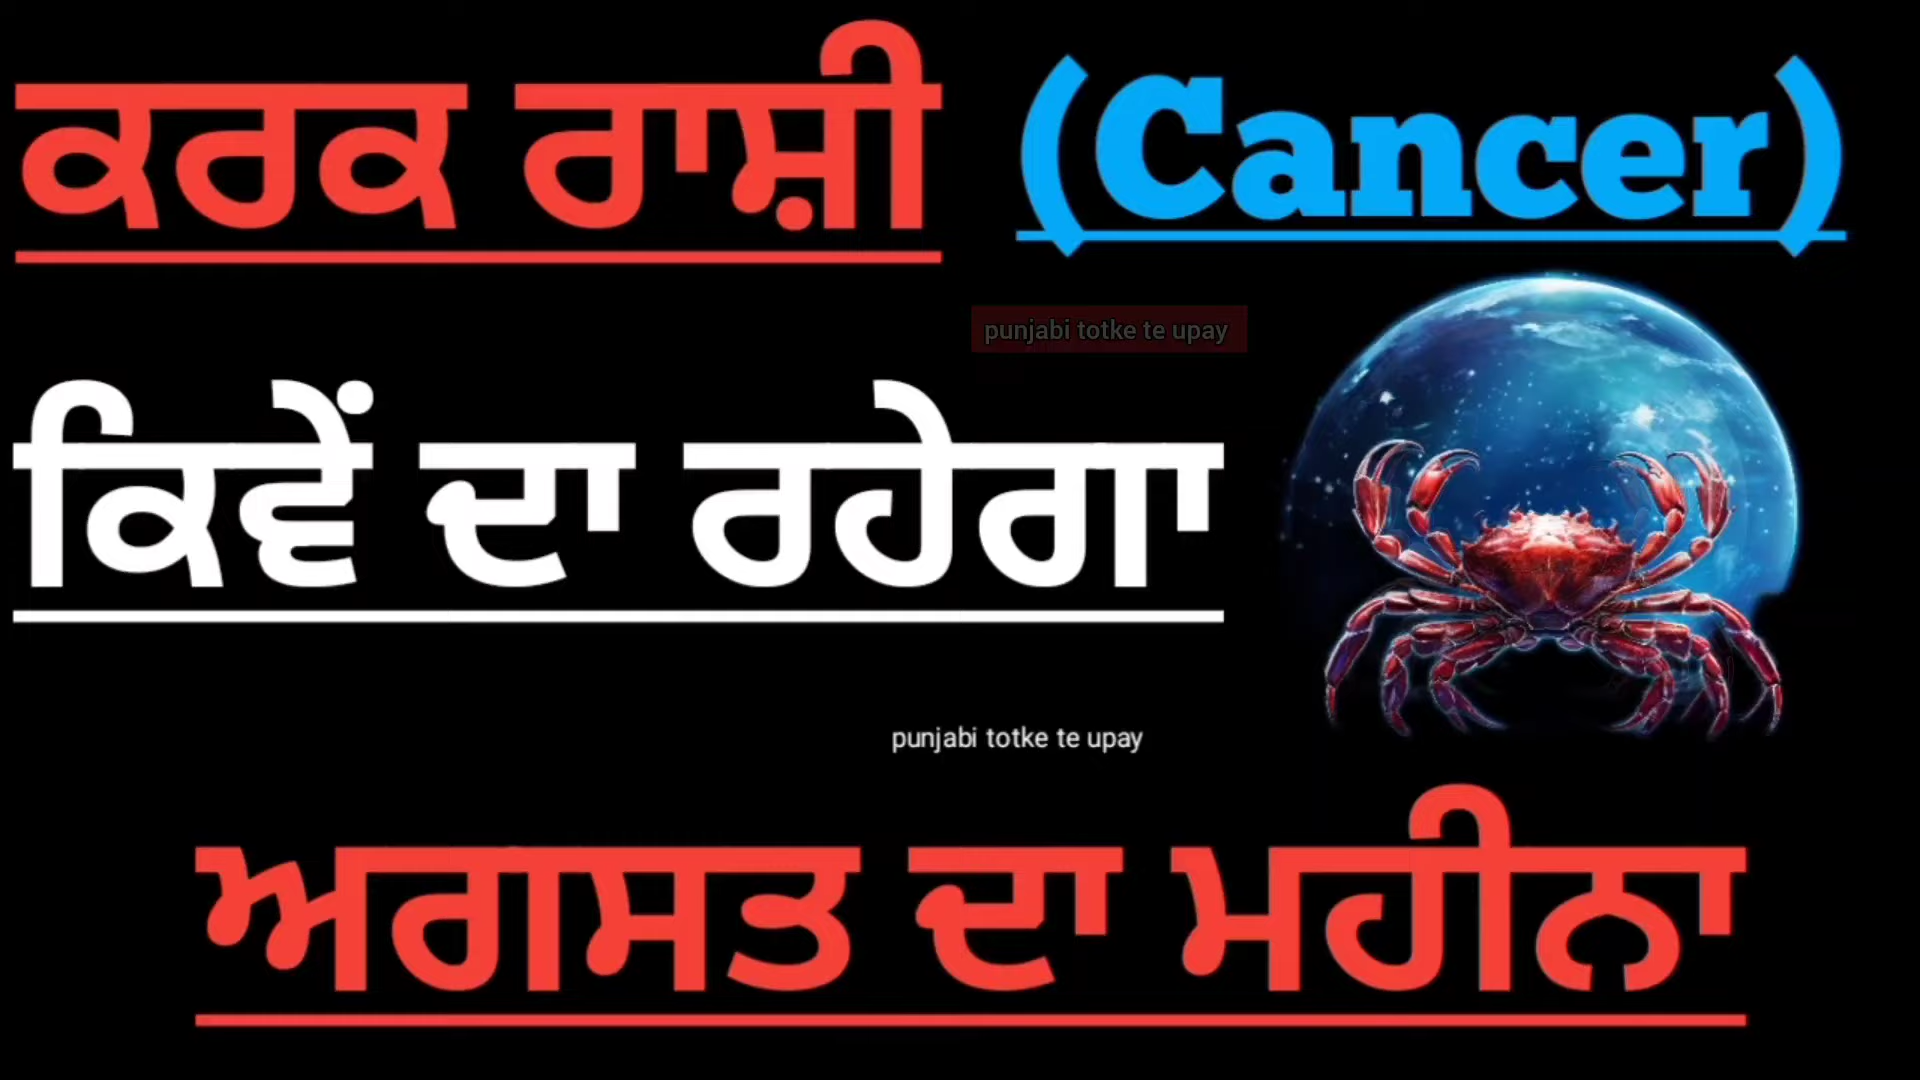 ਕਰਕ ਰਾਸ਼ੀ (Cancer)
punjabi totke te upay
ਕਿਵੇਂ ਦਾ ਰਹੇਗਾ
punjabi totke te upay
ਅਗਸਤ ਦਾ ਮਹੀਨਾ